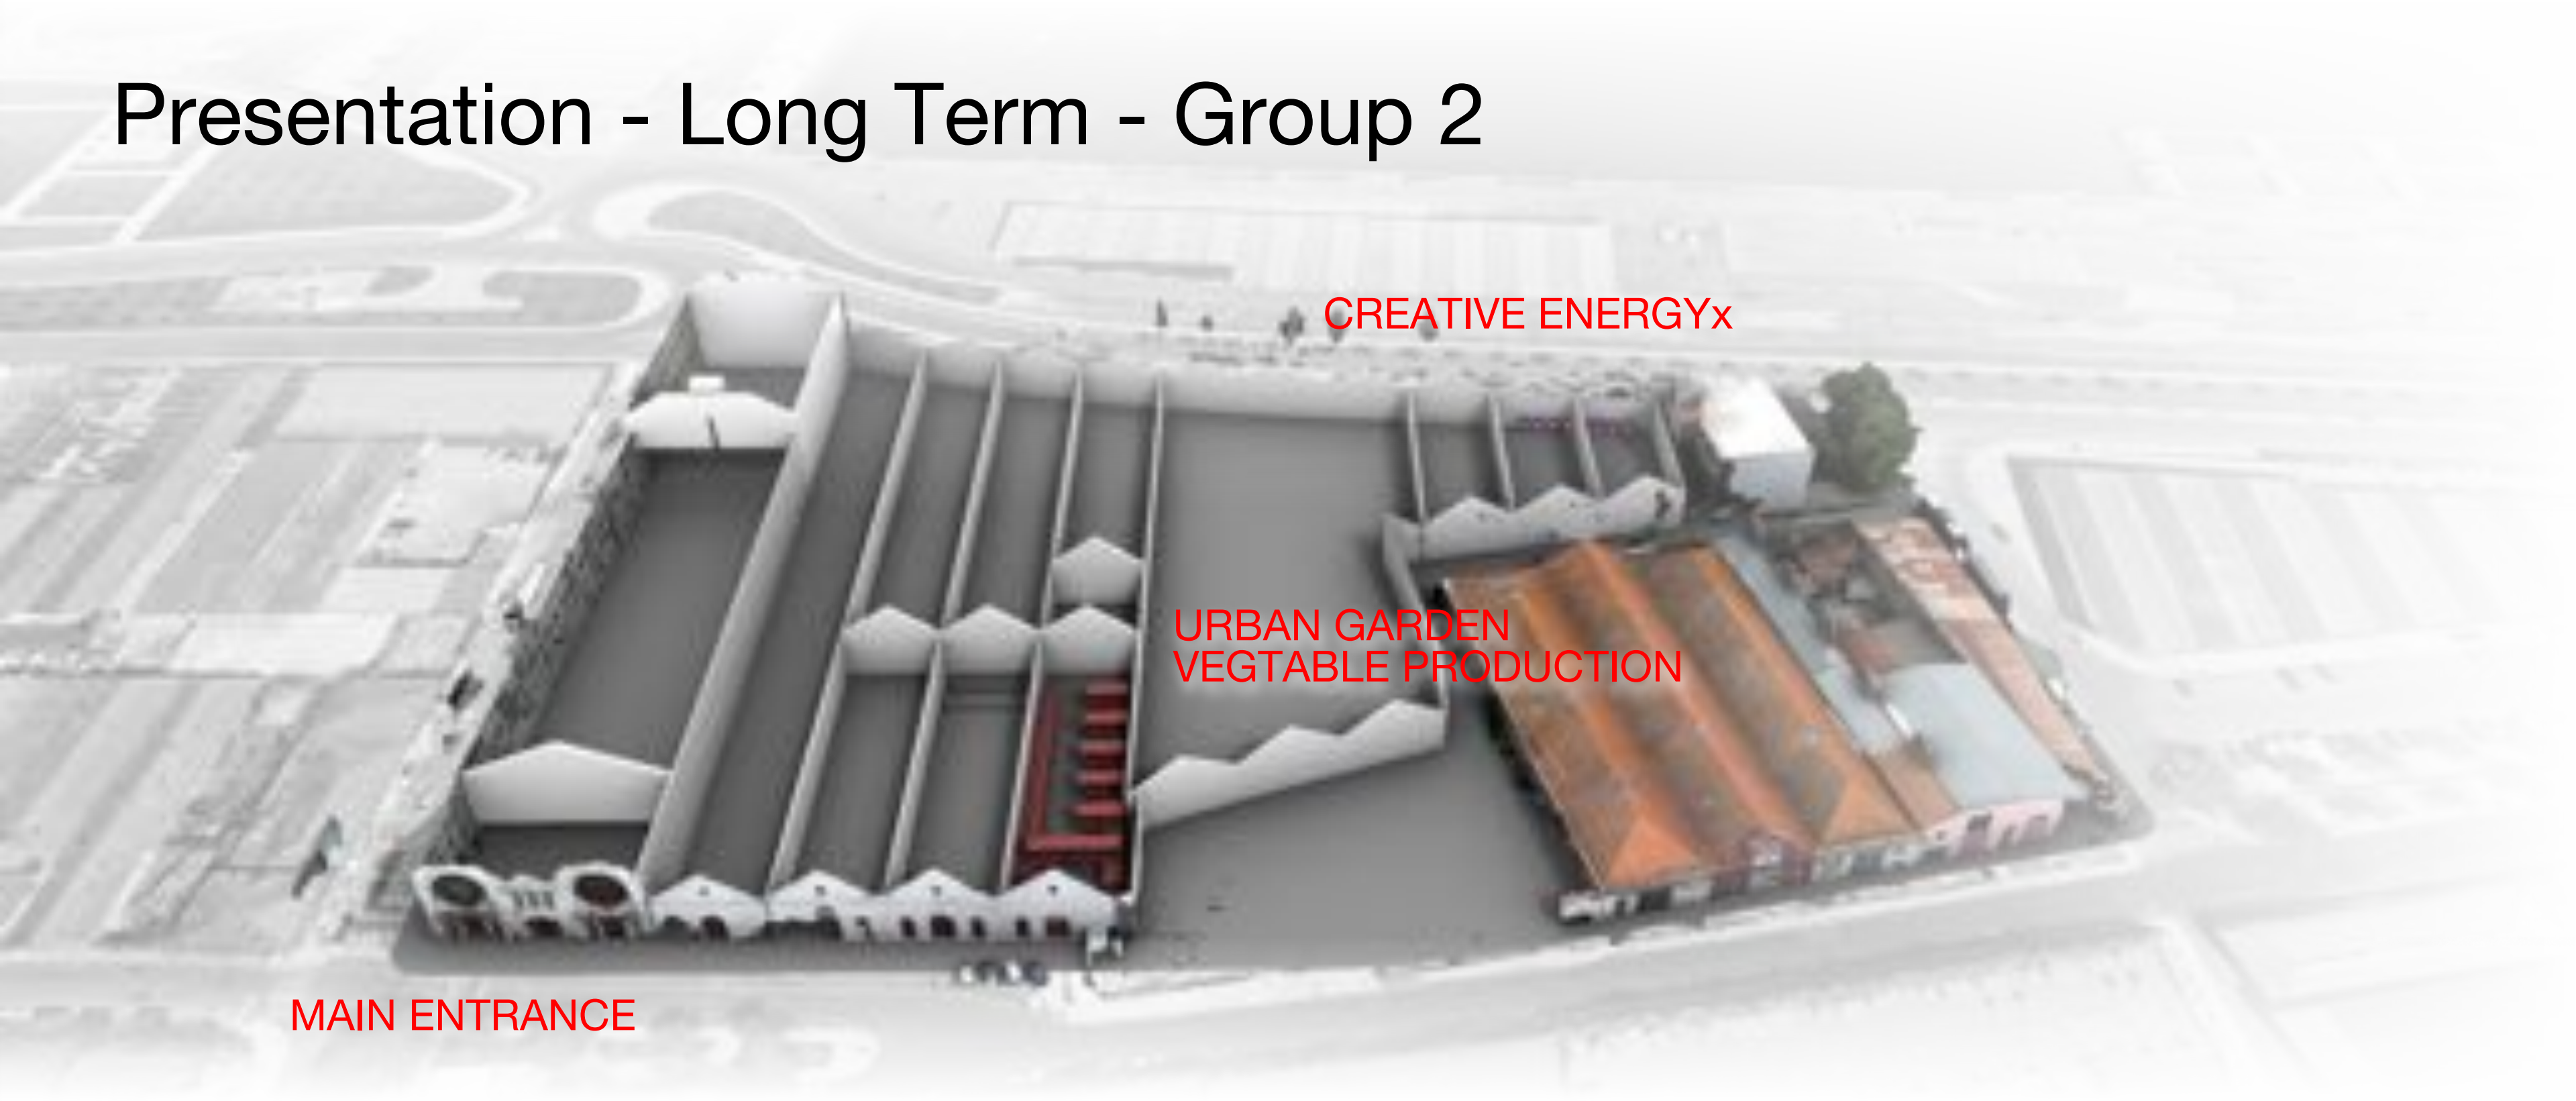 Presentation - Long Term - Group 2
CREATIVE ENERGYx
URBAN GARDEN
VEGTABLE PRODUCTION
MAIN ENTRANCE